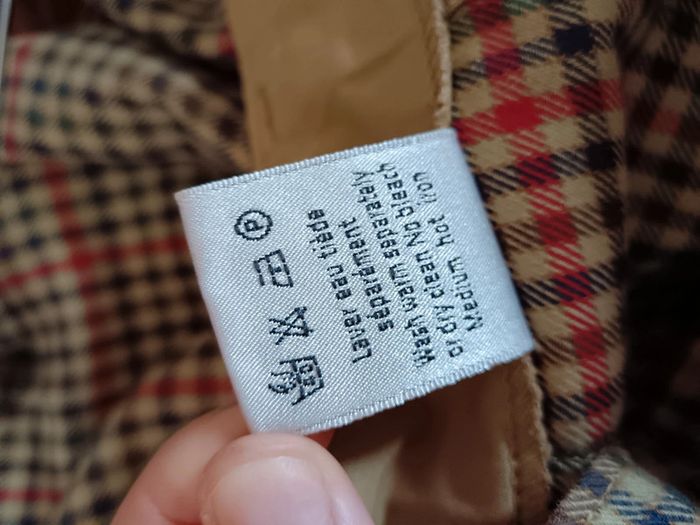 P
Laver eau tiède
séparément
Wash warm separately
or dry clean No bleach
Medium hot iron